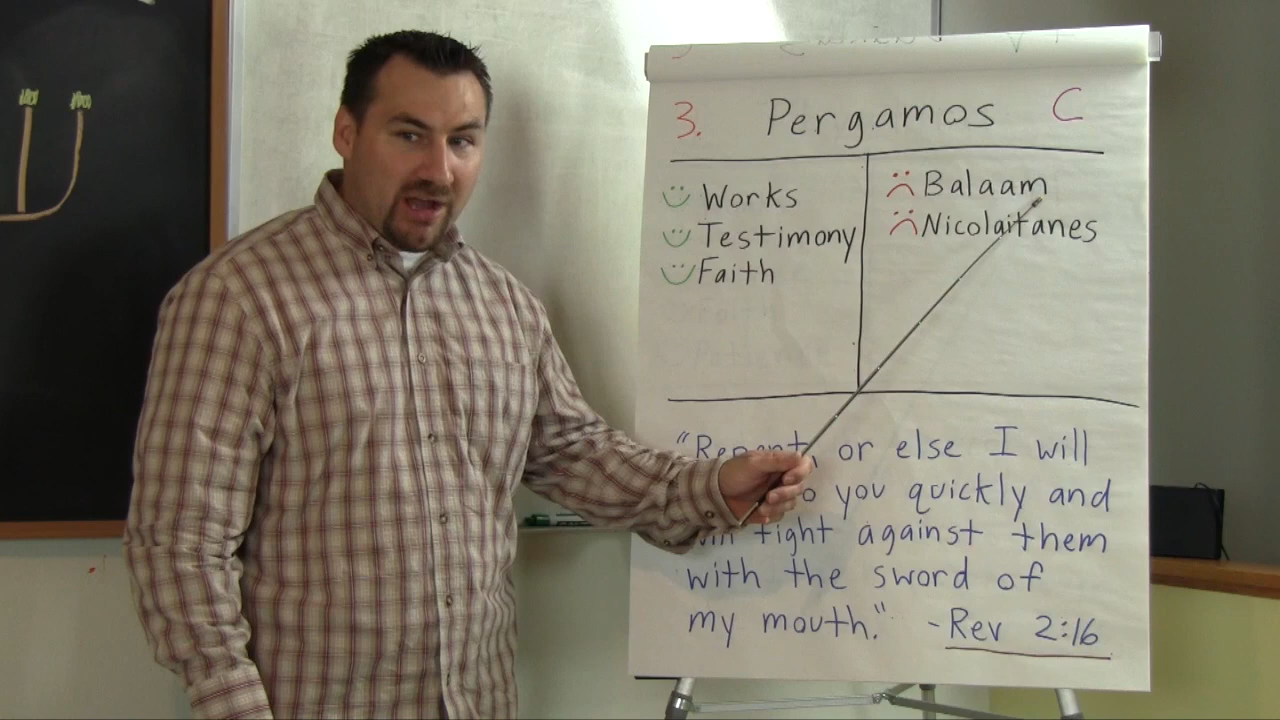 3. Pergamos C
Works
Testimony
Faith
Balaam
Nicolaitanes
"Repent, or else I will
you quickly and
fight against them
with the sword of
my mouth." -Rev 2:16